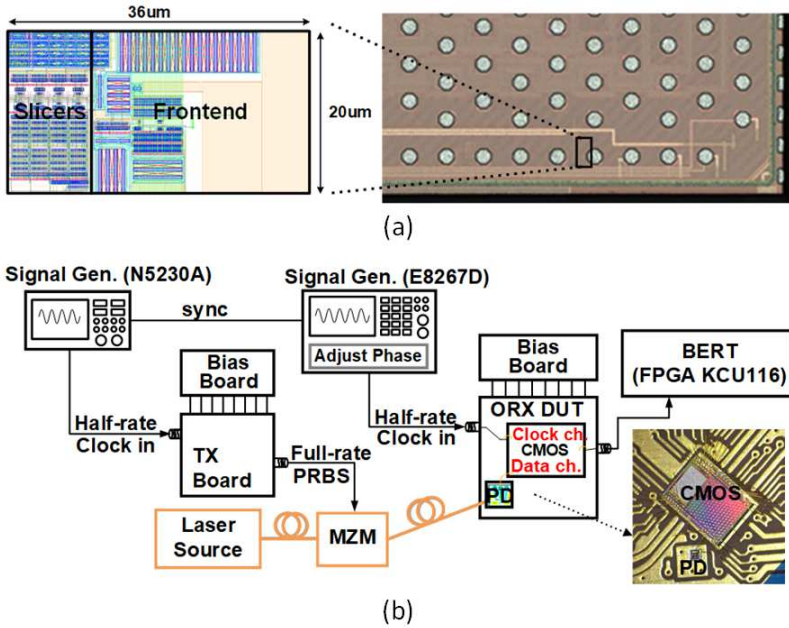 36um
Slicers
Frontend
20um
(a)
Signal Gen. (N5230A)
Signal Gen. (E8267D)
sync
Adjust Phase
Bias
Board
Bias
Board
BERT
(FPGA KCU116)
Half-rate
Clock in
TX
Board
Full-rate
PRBS
Half-rate
Clock in
ORX DUT
Clock ch.
CMOS
Data ch.
PD
Laser
Source
MZM
CMOS
PD
(b)